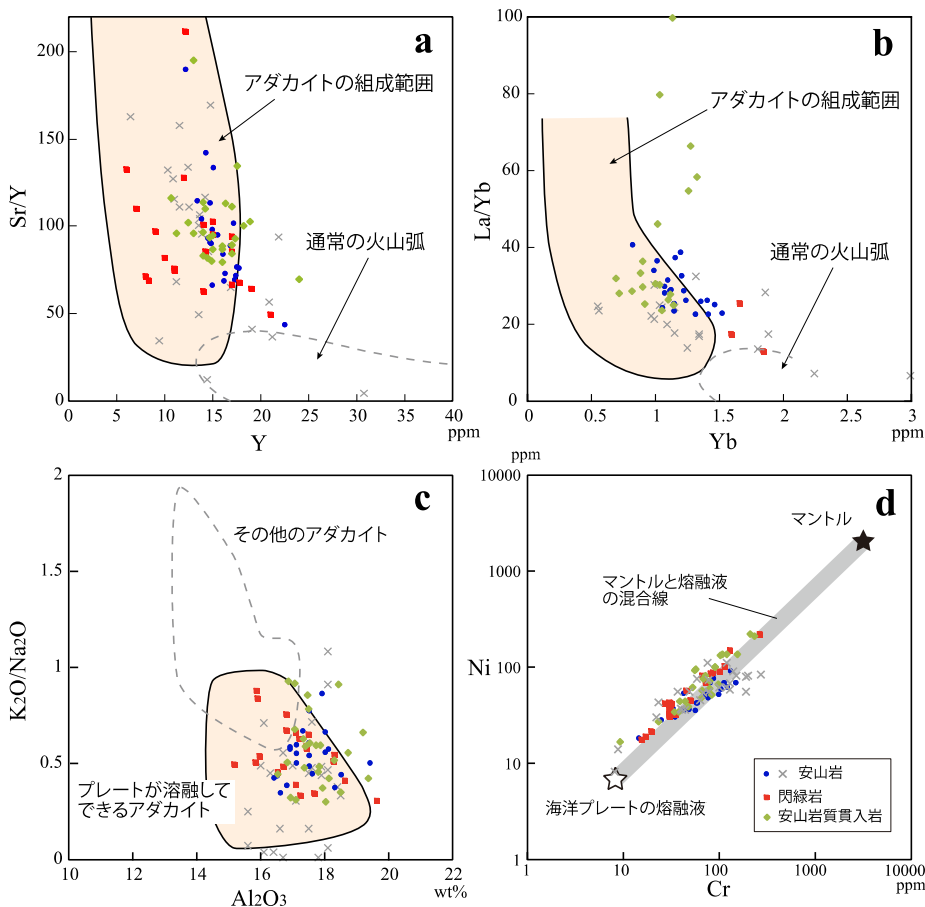 a
アダカイトの組成範囲
通常の火山弧
Sr/Y
200
150
100
50
0
0
5
10
15
20
25
30
35
40
Y
ppm
b
アダカイトの組成範囲
通常の火山弧
La/Yb
100
80
60
40
20
0
0
0.5
1
1.5
2
2.5
3
Yb
ppm
c
その他のアダカイト
プレートが溶融して
できるアダカイト
K2O/Na2O
2
1.5
1
0.5
0
10
12
14
16
18
20
22
Al2O3
wt%
d
マントル
マントルと熔融液
の混合線
海洋プレートの熔融液
ppm
Ni
10000
1000
100
10
1
1
10
100
1000
10000
Cr
ppm
安山岩
閃緑岩
安山岩質貫入岩